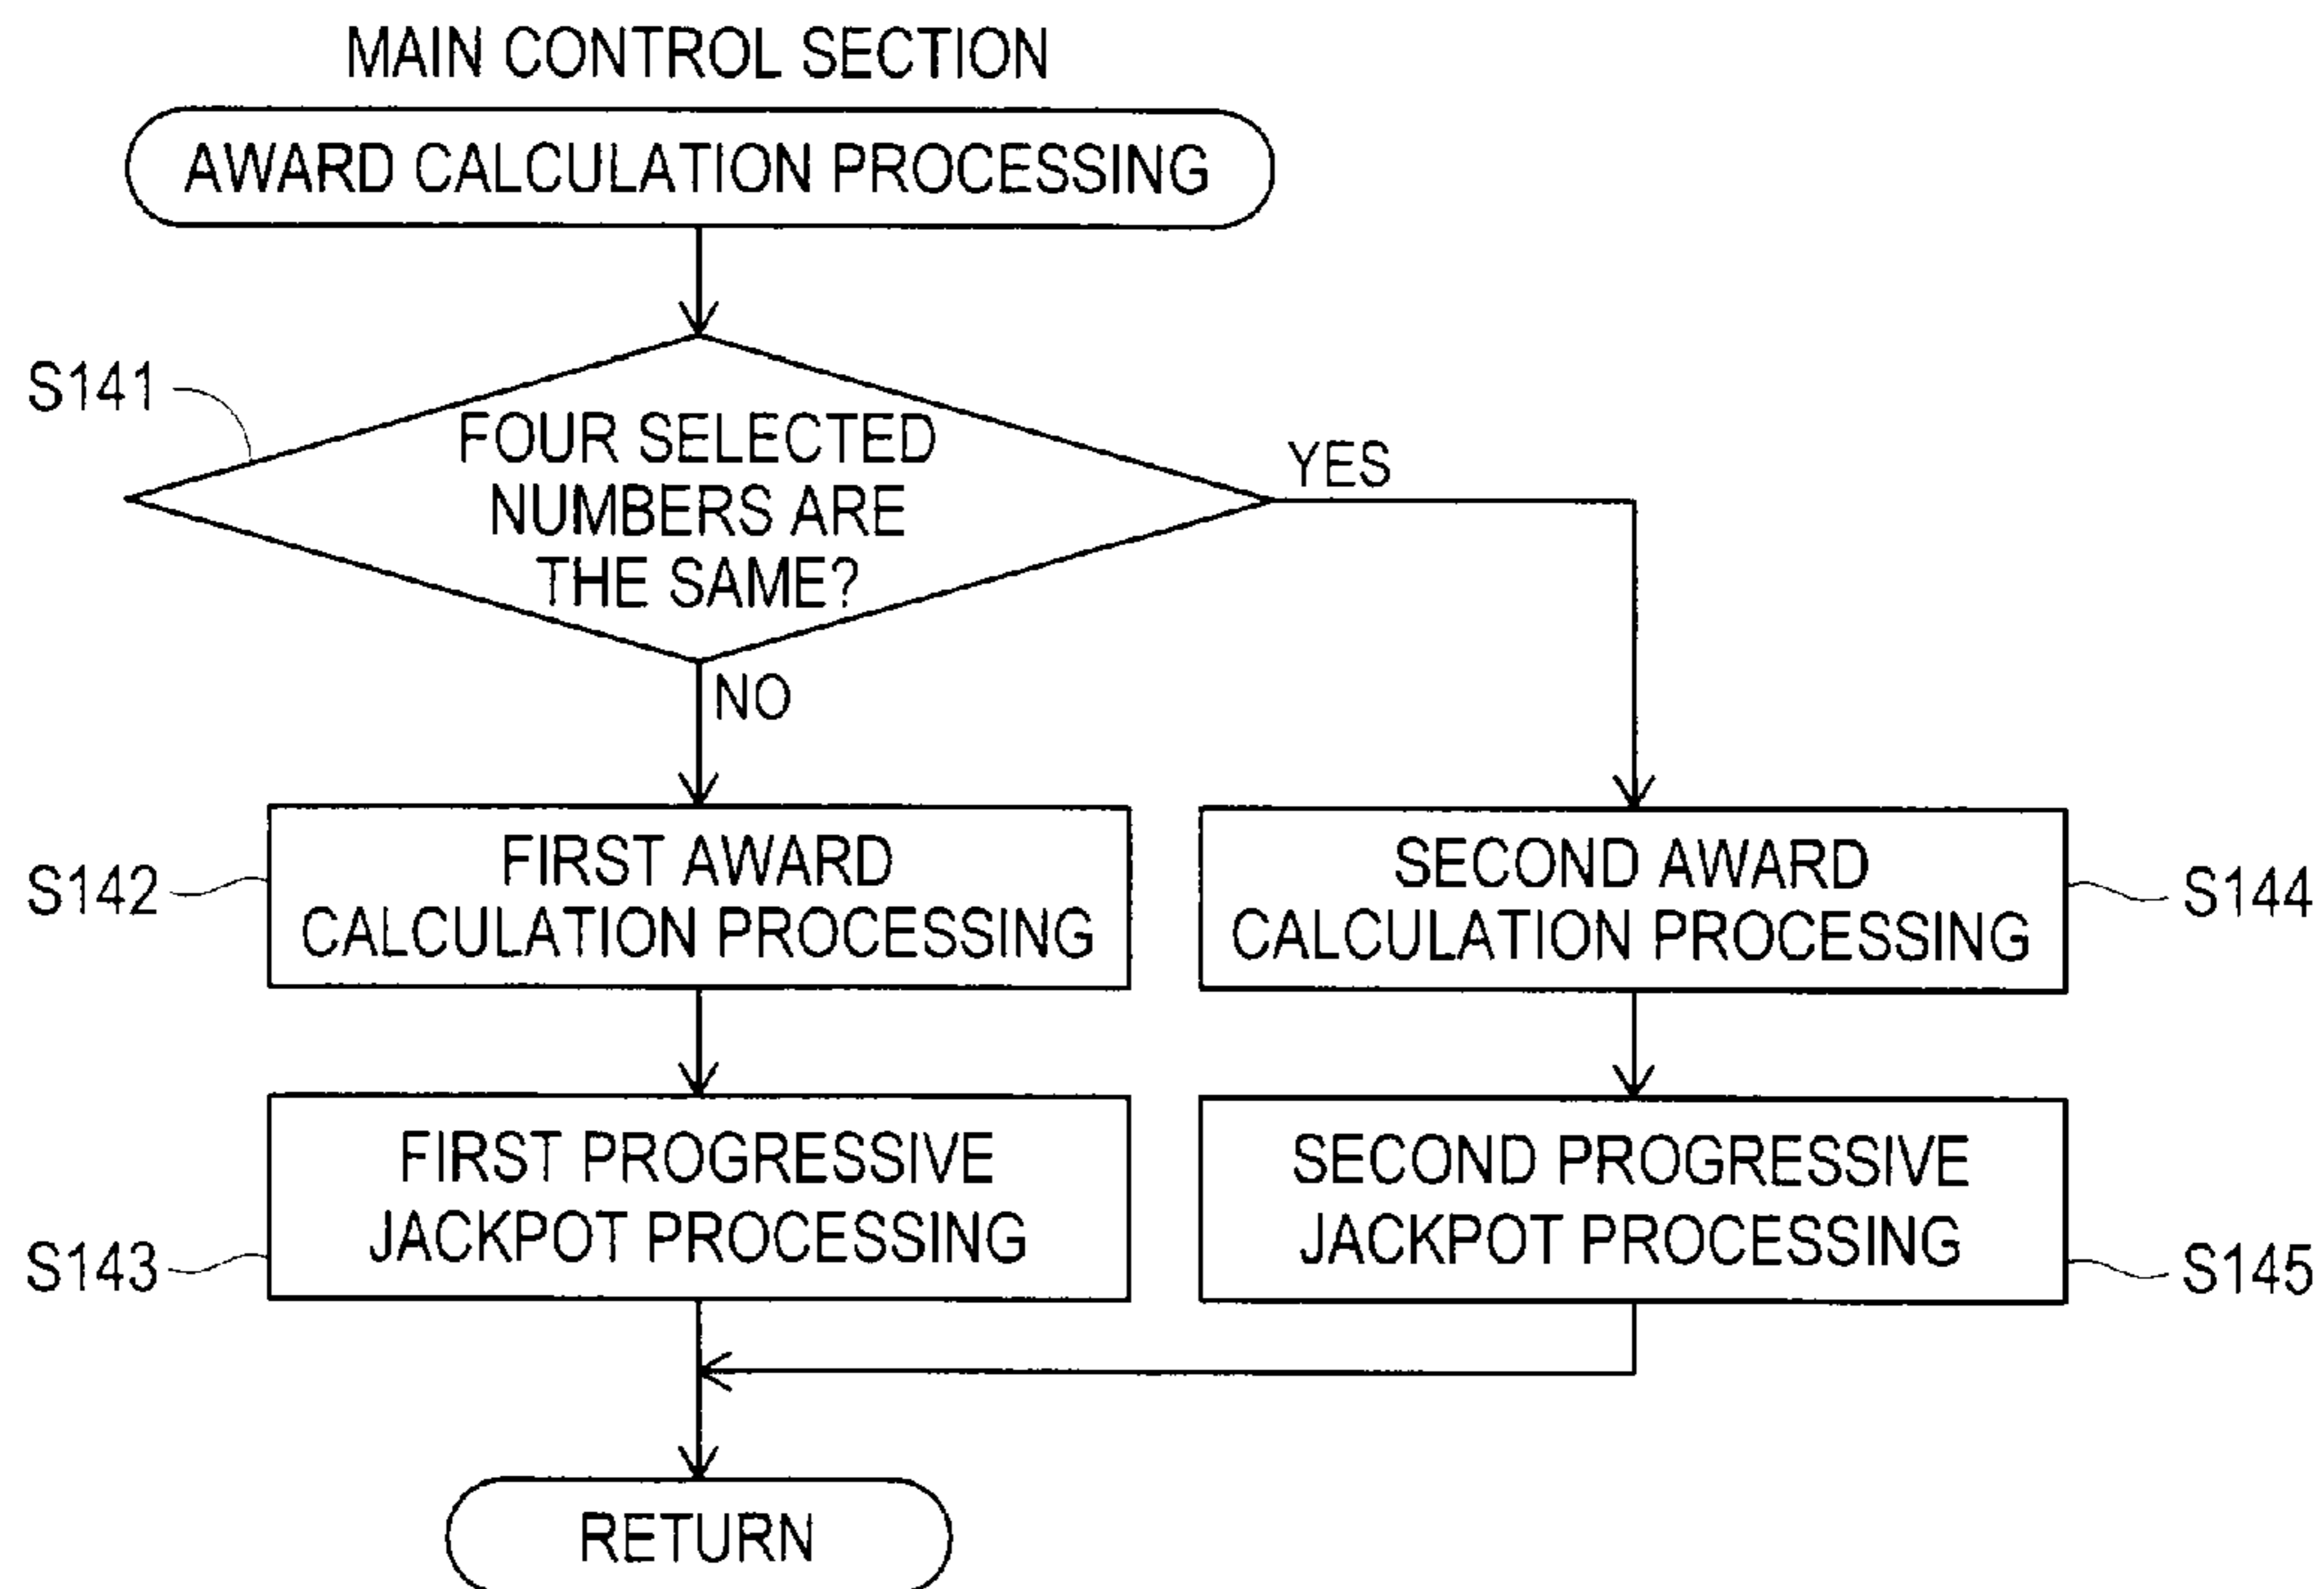 MAIN CONTROL SECTION
AWARD CALCULATION PROCESSING
S141
FOUR SELECTED
NUMBERS ARE
THE SAME?
YES
NO
S142
FIRST AWARD
CALCULATION PROCESSING
SECOND AWARD
CALCULATION PROCESSING
S144
FIRST PROGRESSIVE
JACKPOT PROCESSING
S143
SECOND PROGRESSIVE
JACKPOT PROCESSING
S145
RETURN